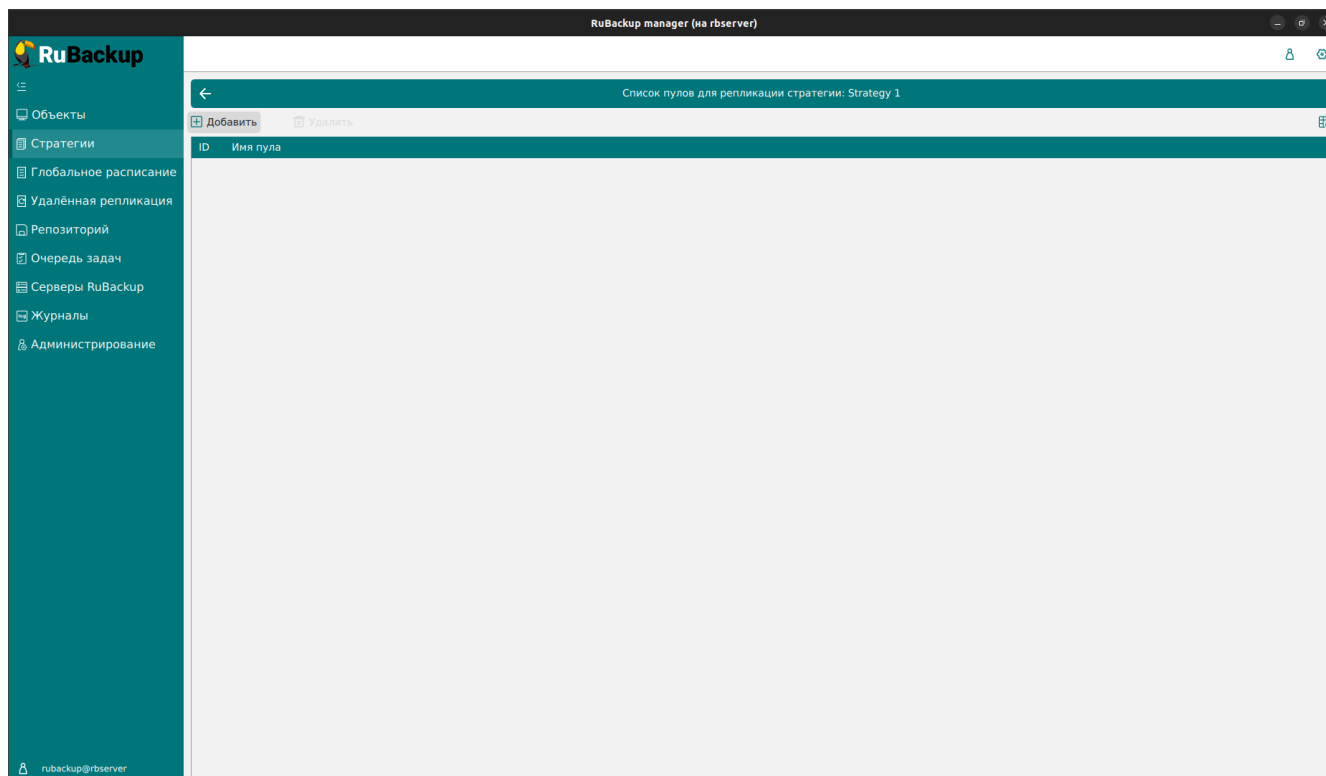 RuBackup manager (на rbserver)
RuBackup
Список пулов для репликации стратегии: Strategy 1
Объекты
Добавить Удалить
Стратегии
ID Имя пула
Глобальное расписание
Удалённая репликация
Репозиторий
Очередь задач
Серверы RuBackup
Журналы
Администрирование
rubackup@rbserver